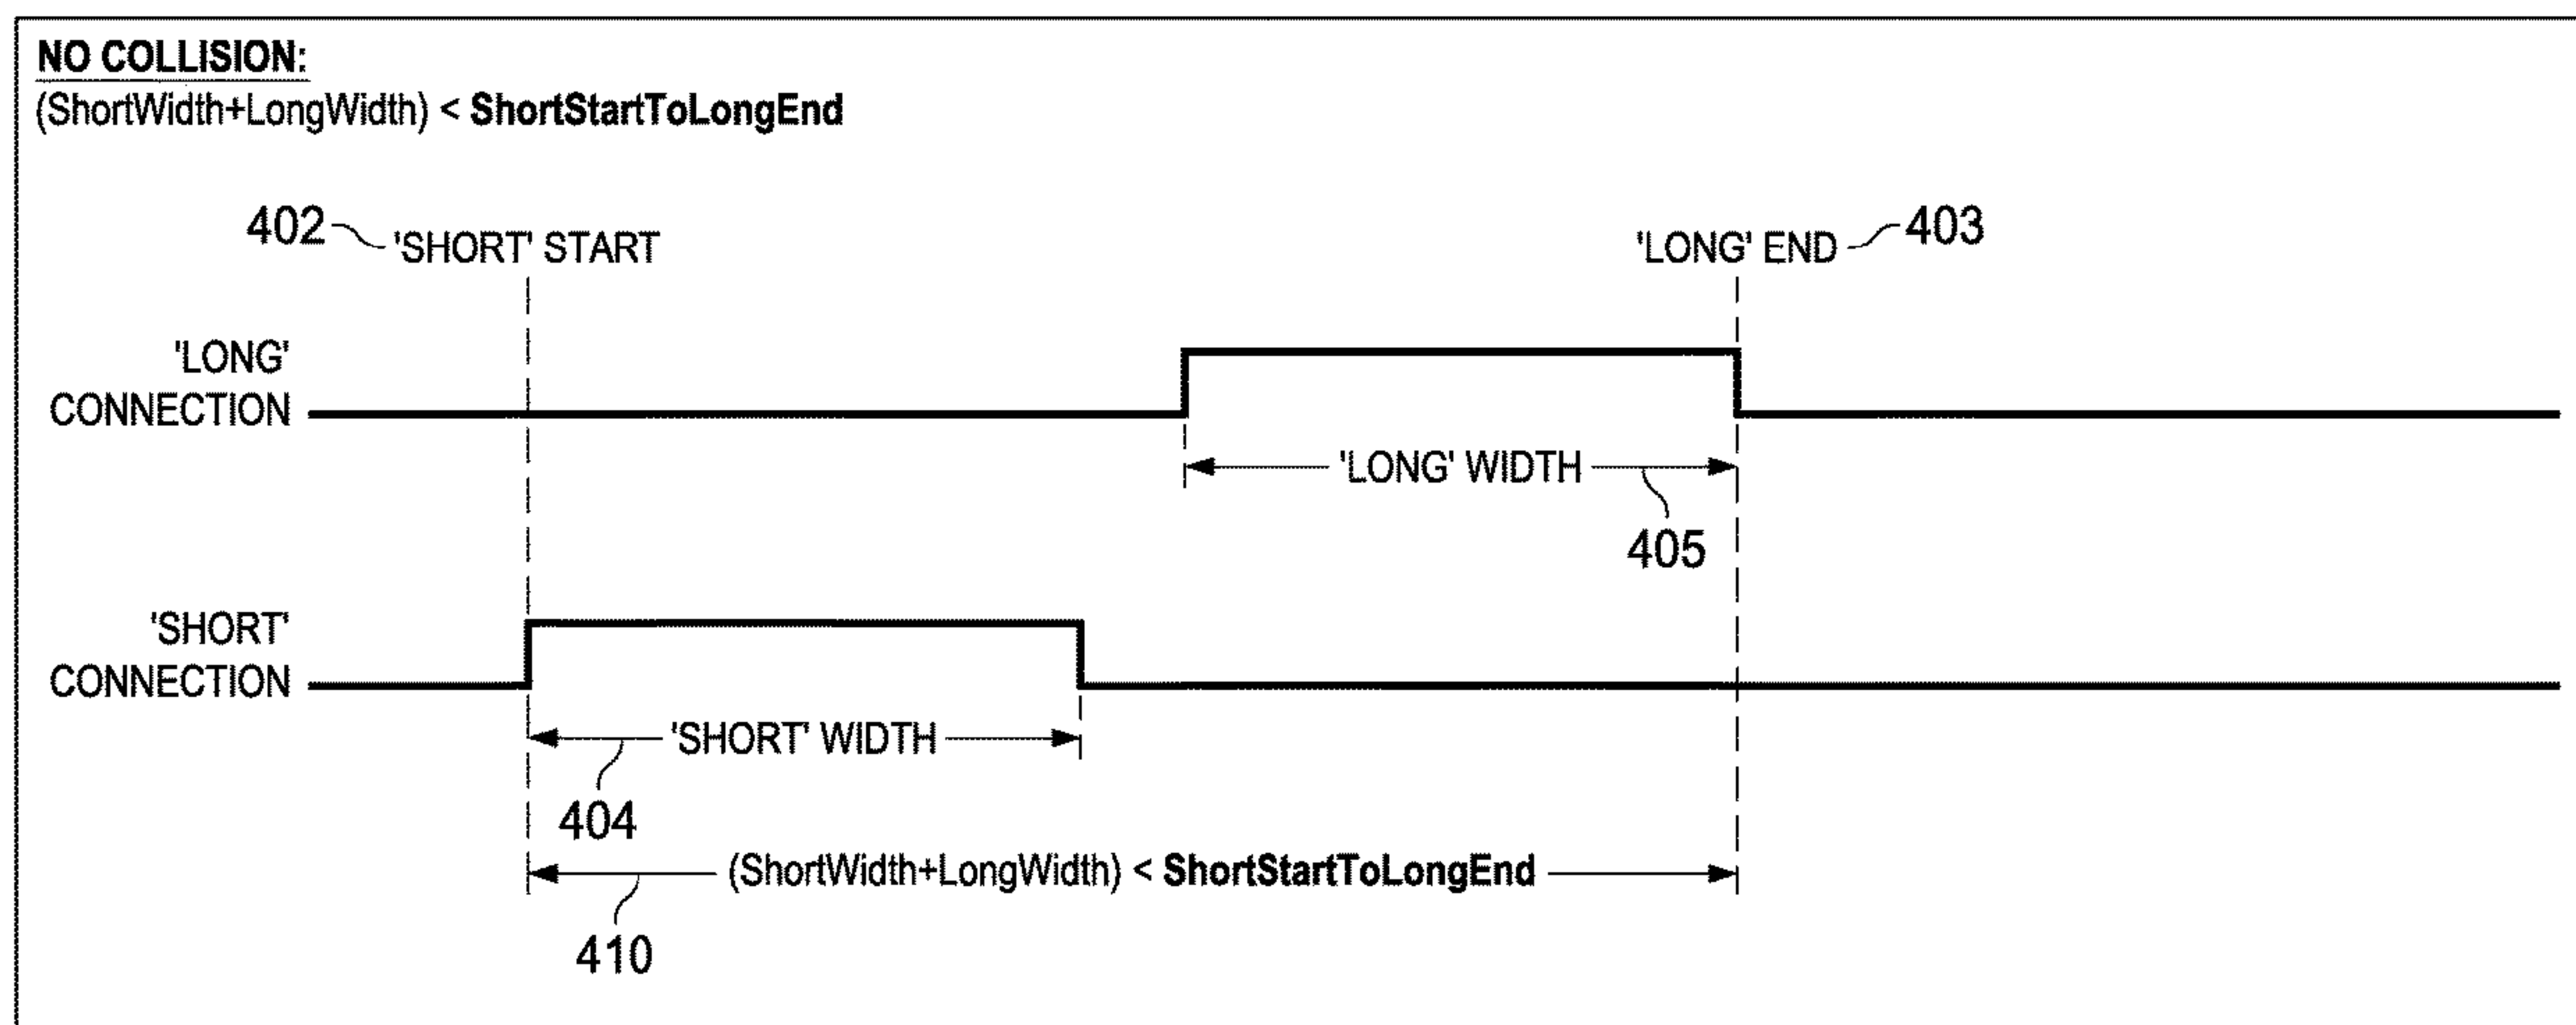 NO COLLISION:
(ShortWidth+LongWidth) < ShortStartToLongEnd
402 'SHORT' START
'LONG' END 403
'LONG'
CONNECTION
'LONG' WIDTH
405
'SHORT'
CONNECTION
'SHORT' WIDTH
404
(ShortWidth+LongWidth) < ShortStartToLongEnd
410